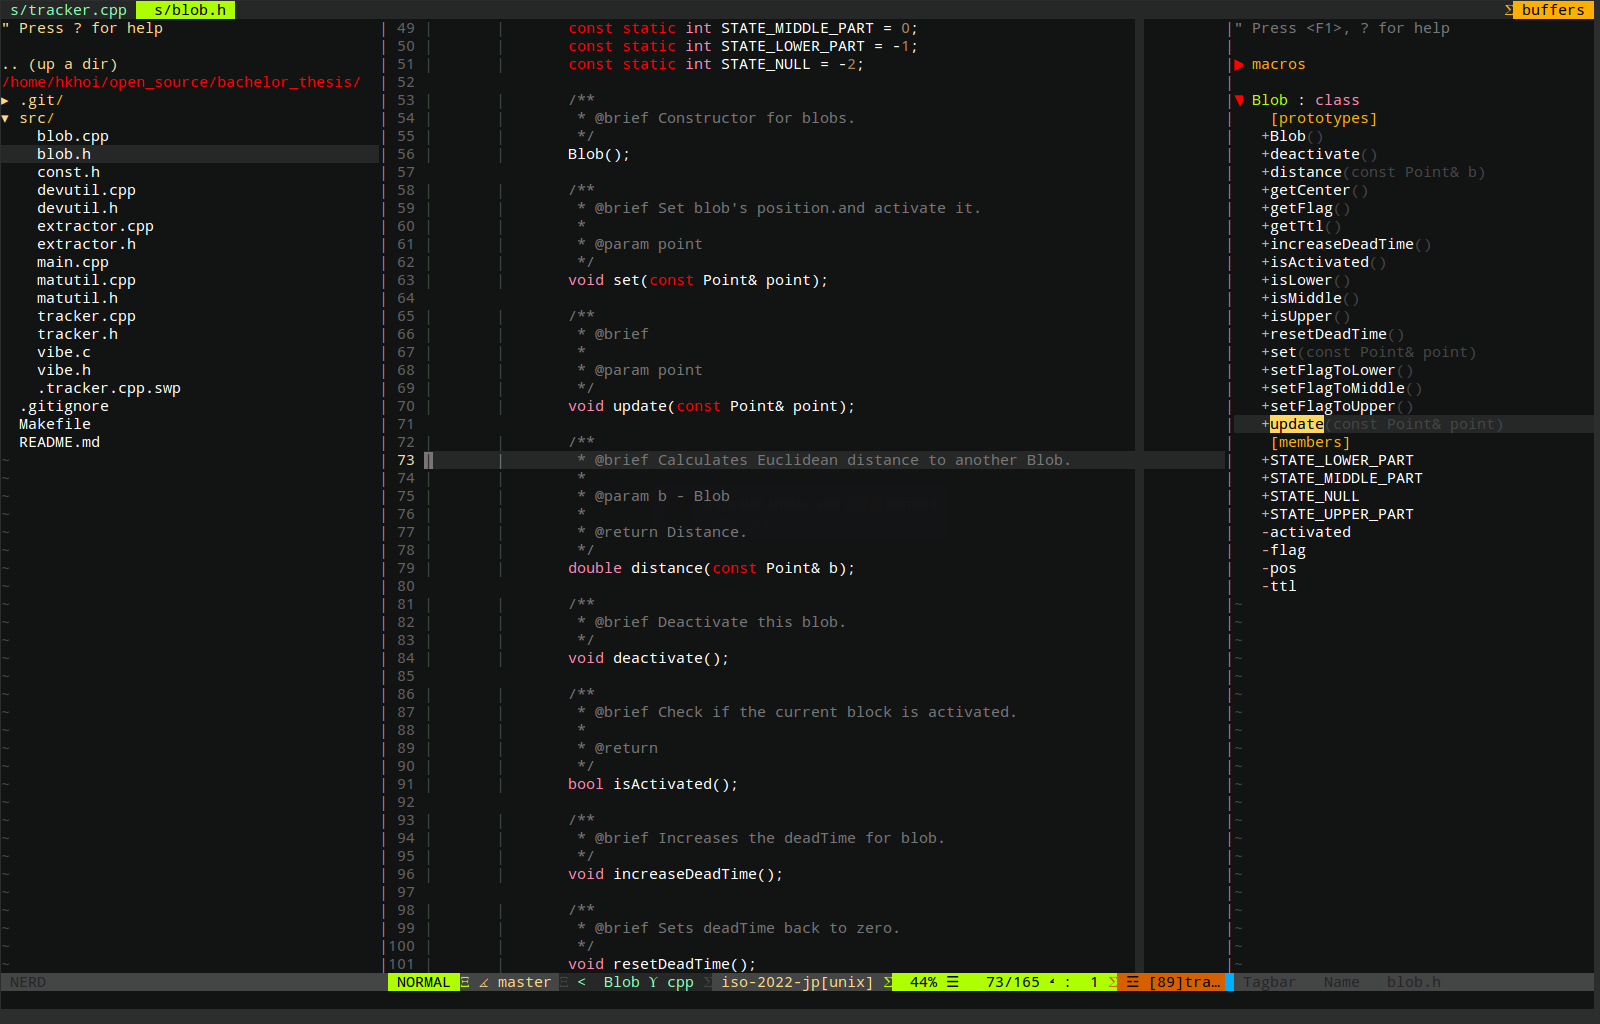 s/tracker.cpp s/blob.h buffers
" Press ? for help
.. (up a dir)
/home/hkhoi/open_source/bachelor_thesis/
▸ .git/
▾ src/
blob.cpp
blob.h
const.h
devutil.cpp
devutil.h
extractor.cpp
extractor.h
main.cpp
matutil.cpp
matutil.h
tracker.cpp
tracker.h
vibe.c
vibe.h
.tracker.cpp.swp
.gitignore
Makefile
README.md
49 const static int STATE_MIDDLE_PART = 0;
50 const static int STATE_LOWER_PART = -1;
51 const static int STATE_NULL = -2;
52
53 /**
54 * @brief Constructor for blobs.
55 */
56 Blob();
57
58 /**
59 * @brief Set blob's position.and activate it.
60 *
61 * @param point
62 */
63 void set(const Point& point);
64
65 /**
66 * @brief
67 *
68 * @param point
69 */
70 void update(const Point& point);
71
72 /**
73 * @brief Calculates Euclidean distance to another Blob.
74 *
75 * @param b - Blob
76 *
77 * @return Distance.
78 */
79 double distance(const Point& b);
80
81 /**
82 * @brief Deactivate this blob.
83 */
84 void deactivate();
85
86 /**
87 * @brief Check if the current block is activated.
88 *
89 * @return
90 */
91 bool isActivated();
92
93 /**
94 * @brief Increases the deadTime for blob.
95 */
96 void increaseDeadTime();
97
98 /**
99 * @brief Sets deadTime back to zero.
100 */
101 void resetDeadTime();
" Press <F1>, ? for help
▶ macros
▼ Blob : class
[prototypes]
+Blob()
+deactivate()
+distance(const Point& b)
+getCenter()
+getFlag()
+getTtl()
+increaseDeadTime()
+isActivated()
+isLower()
+isMiddle()
+isUpper()
+resetDeadTime()
+set(const Point& point)
+setFlagToLower()
+setFlagToMiddle()
+setFlagToUpper()
+update(const Point& point)
[members]
+STATE_LOWER_PART
+STATE_MIDDLE_PART
+STATE_NULL
+STATE_UPPER_PART
-activated
-flag
-pos
-ttl
NERD NORMAL master < Blob cpp iso-2022-jp[unix] 44% ☰ 73/165 : 1 [89]tra… Tagbar Name blob.h